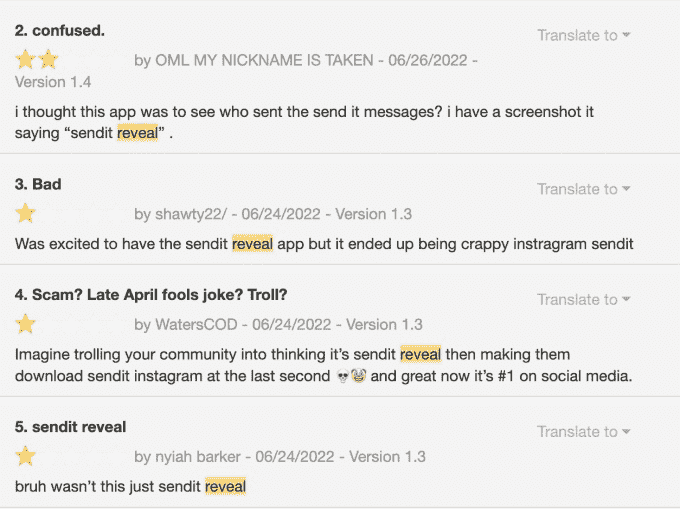 2. confused.
Translate to
by OML MY NICKNAME IS TAKEN - 06/26/2022 -
Version 1.4
i thought this app was to see who sent the send it messages? i have a screenshot it
saying “sendit reveal” .
3. Bad
Translate to
by shawty22/ - 06/24/2022 - Version 1.3
Was excited to have the sendit reveal app but it ended up being crappy instragram sendit
4. Scam? Late April fools joke? Troll?
Translate to
by WatersCOD - 06/24/2022 - Version 1.3
Imagine trolling your community into thinking it’s sendit reveal then making them
download sendit instagram at the last second 💀🤡 and great now it’s #1 on social media.
5. sendit reveal
Translate to
by nyiah barker - 06/24/2022 - Version 1.3
bruh wasn’t this just sendit reveal